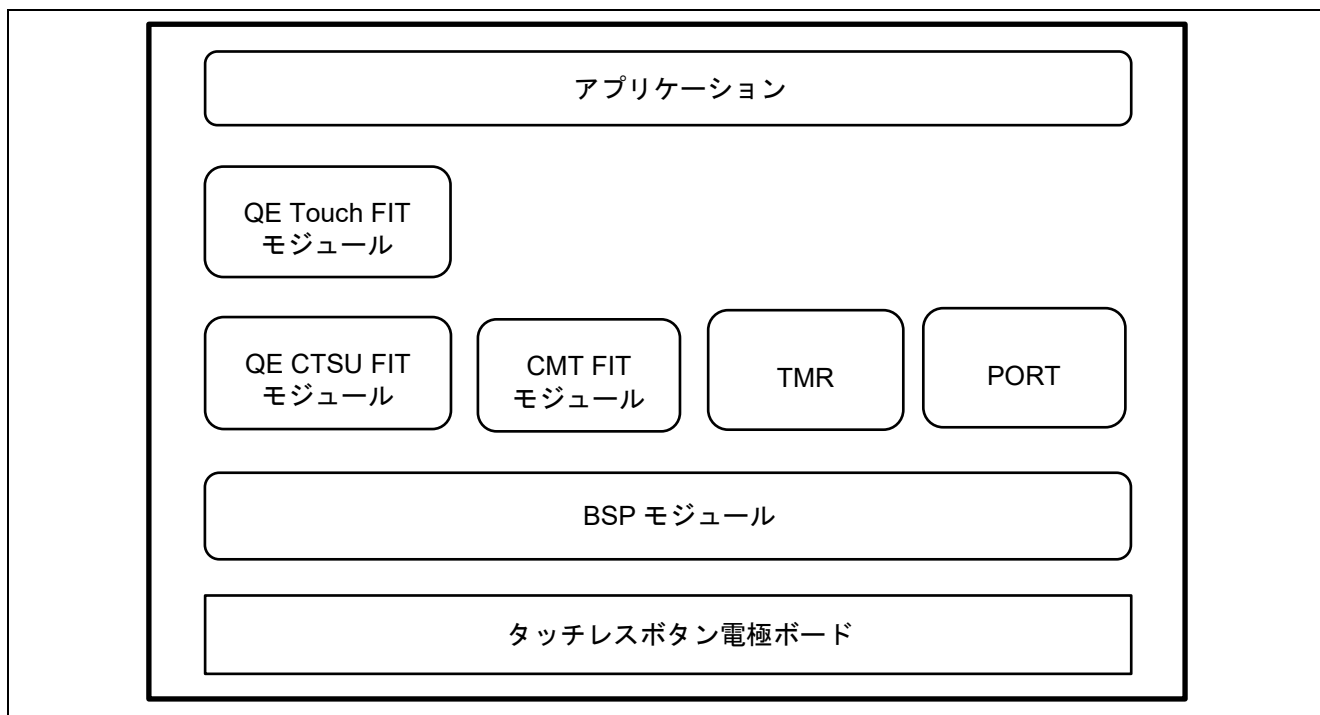 アプリケーション
QE Touch FIT
モジュール
QE CTSU FIT
モジュール
CMT FIT
モジュール
TMR
PORT
BSP モジュール
タッチレスボタン電極ボード